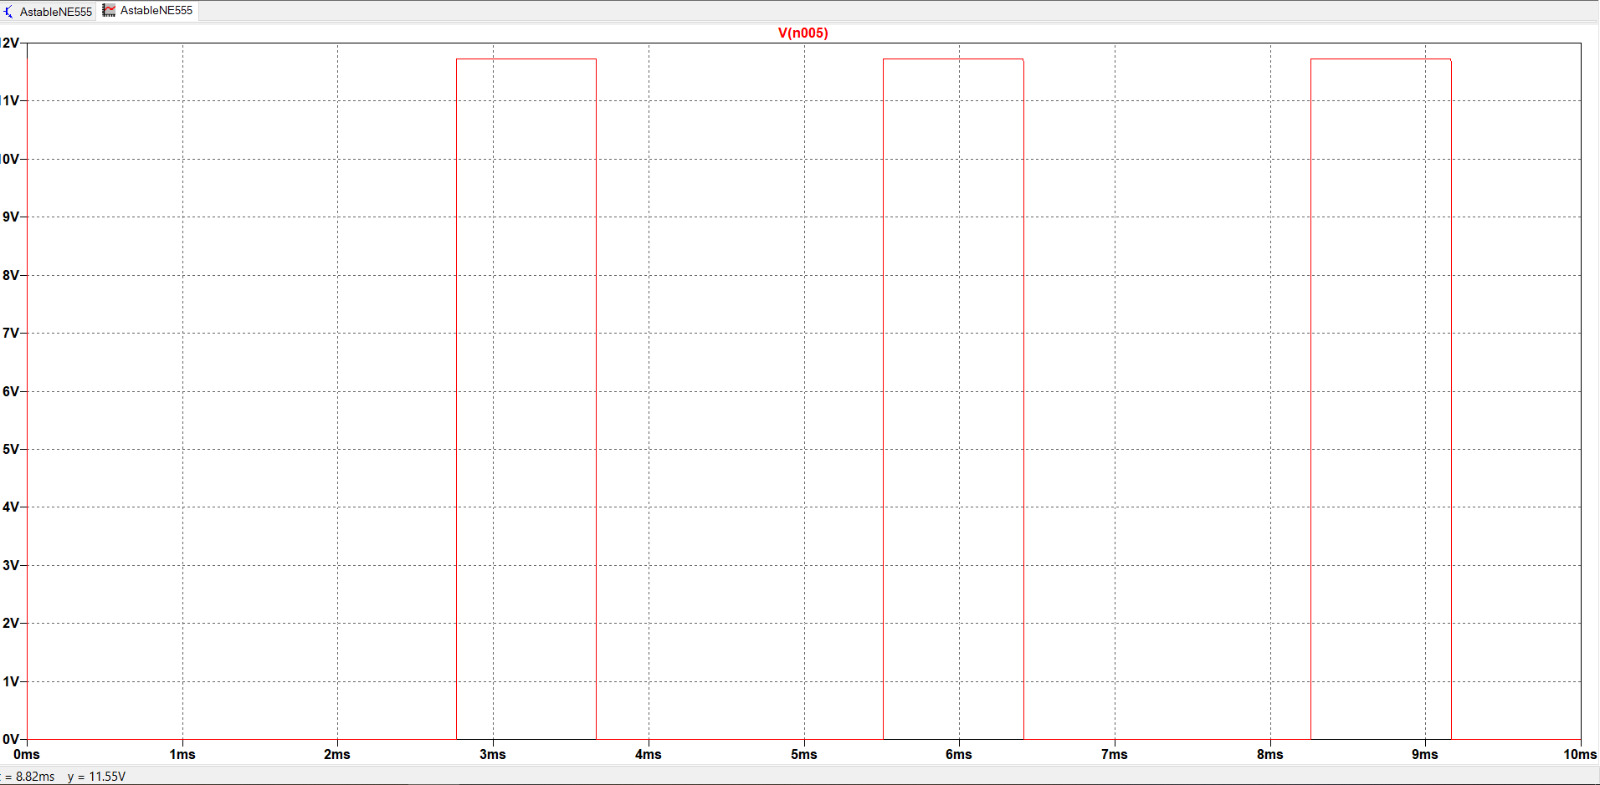 AstableNE555 AstableNE555
V(n005)
12V
11V
10V
9V
8V
7V
6V
5V
4V
3V
2V
1V
0V
0ms 1ms 2ms 3ms 4ms 5ms 6ms 7ms 8ms 9ms 10ms
= 8.82ms y = 11.55V